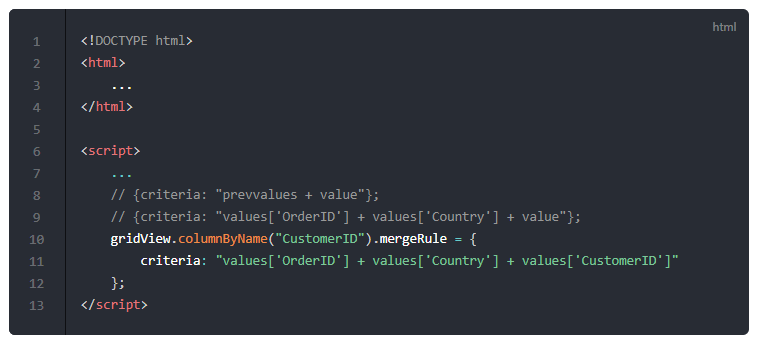 html
1 <!DOCTYPE html>
2 <html>
3     ...
4 </html>
5
6 <script>
7     ...
8     // {criteria: "prevvalues + value"};
9     // {criteria: "values['OrderID'] + values['Country'] + value"};
10     gridView.columnByName("CustomerID").mergeRule = {
11         criteria: "values['OrderID'] + values['Country'] + values['CustomerID']"
12     };
13 </script>